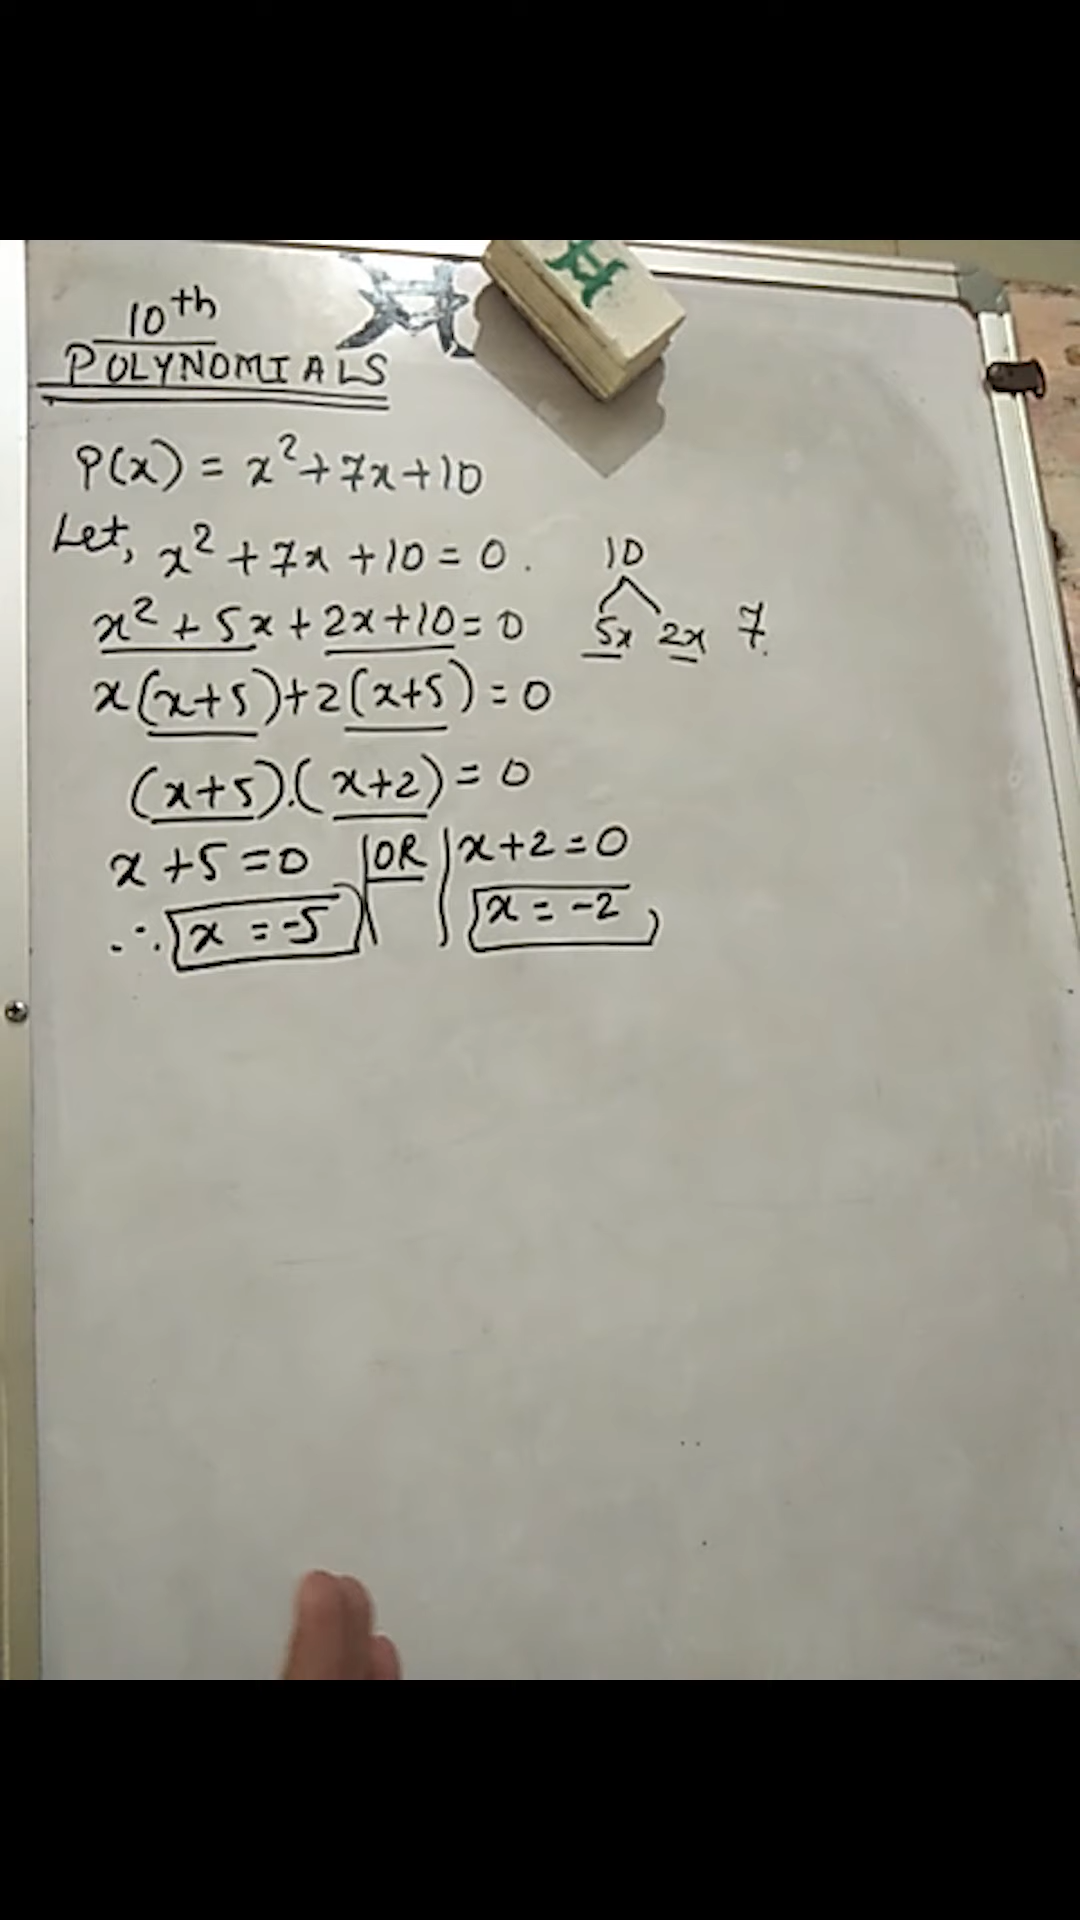 10th
POLYNOMIALS
P(x) = x²+7x+10
Let, x²+7x+10=0.
10
x²+5x+2x+10=0
5x 2x 7.
x(x+5)+2(x+5)=0
(x+5).(x+2)=0
x+5=0 |OR| x+2=0
∴ x=-5 x=-2